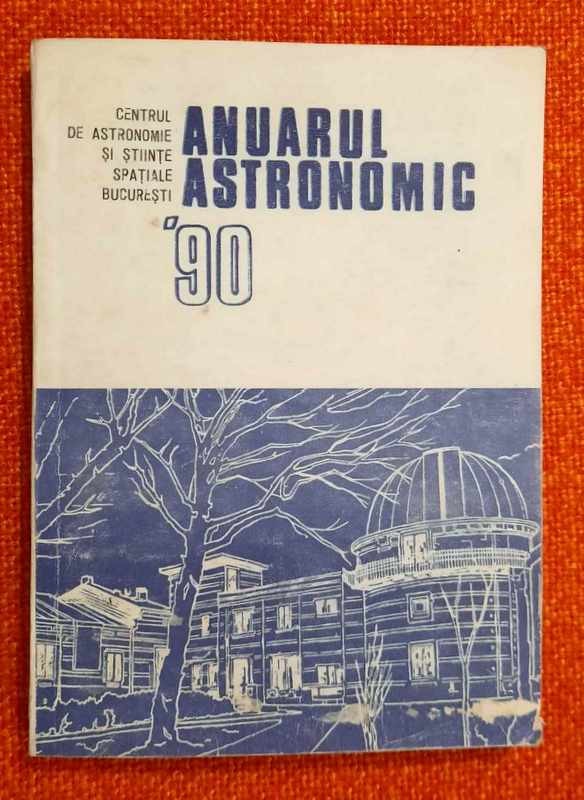 CENTRUL
DE ASTRONOMIE
ȘI ȘTIINȚE
SPAȚIALE
BUCUREȘTI
ANUARUL
ASTRONOMIC
'90